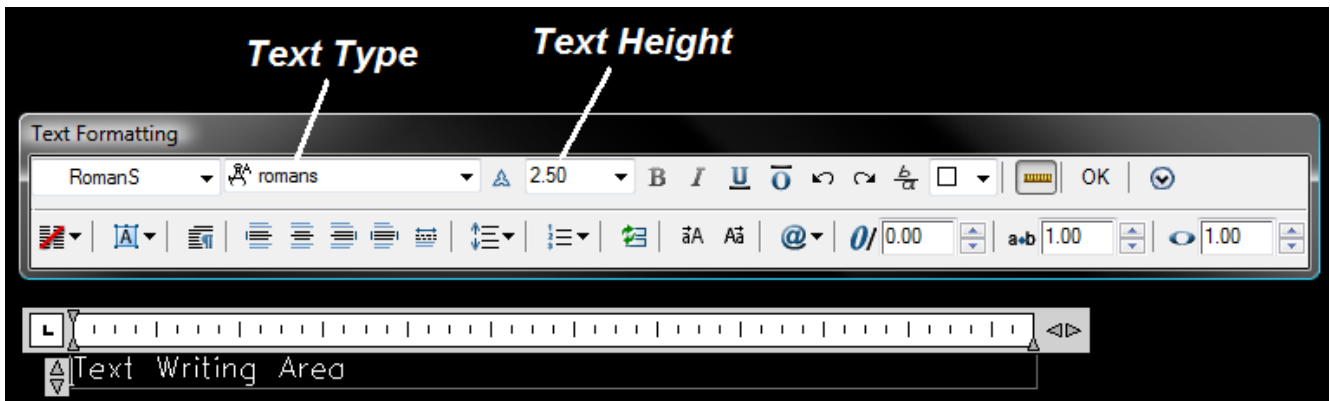 Text Type
Text Height
Text Formatting
RomanS romans 2.50 B I U O OK
0.00 a•b 1.00 1.00
Text Writing Area